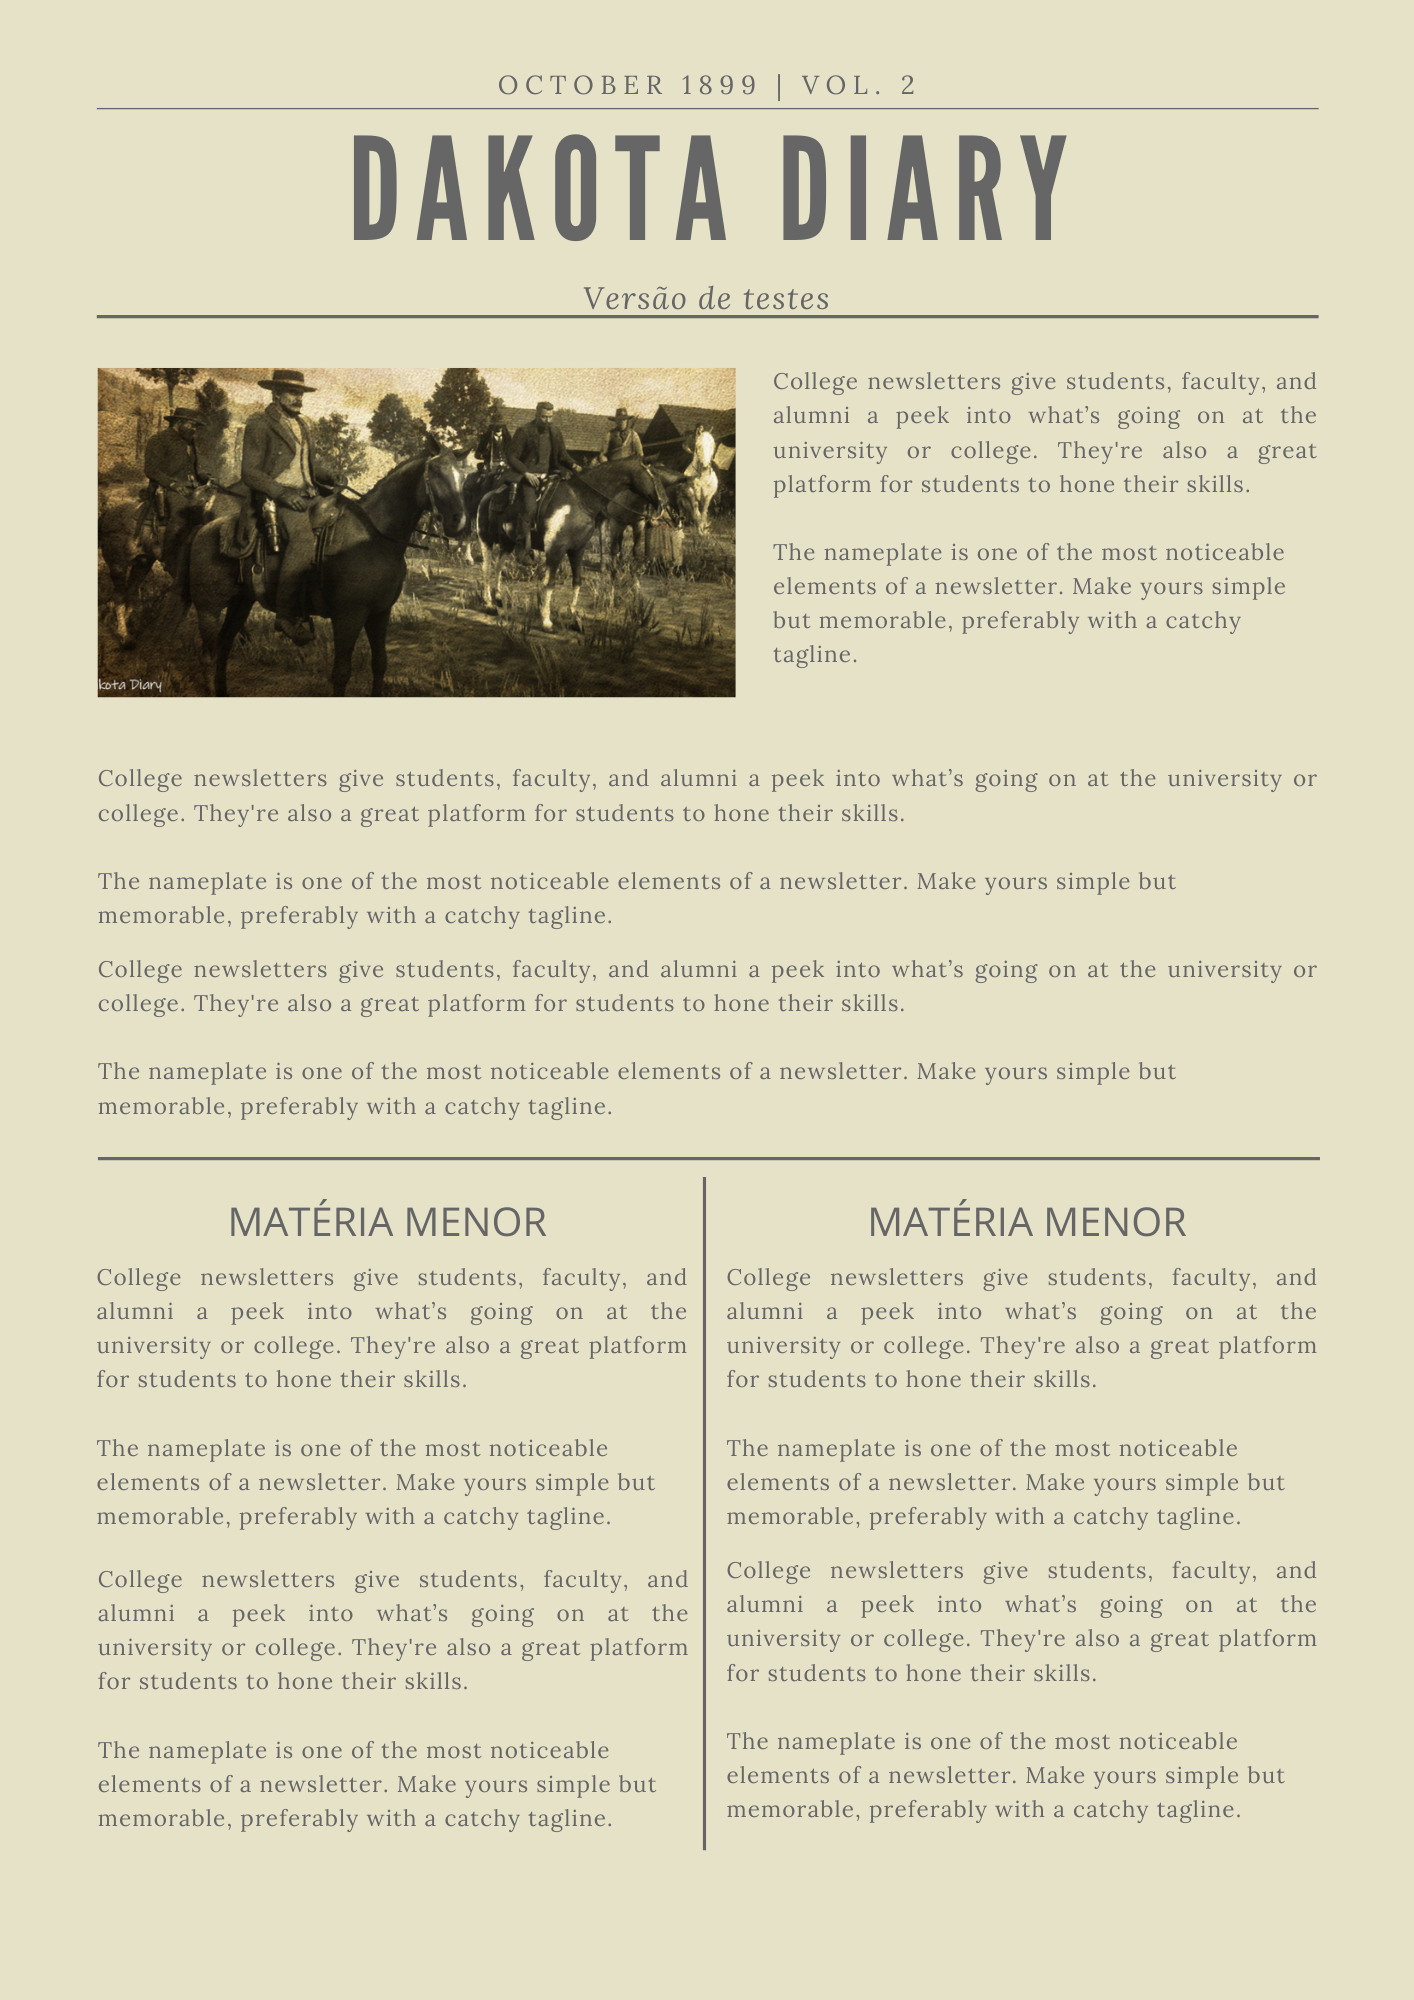 OCTOBER 1899 | VOL. 2
DAKOTA DIARY
Versão de testes
College newsletters give students, faculty, and
alumni a peek into what’s going on at the
university or college. They're also a great
platform for students to hone their skills.
The nameplate is one of the most noticeable
elements of a newsletter. Make yours simple
but memorable, preferably with a catchy
tagline.
kota Diary
College newsletters give students, faculty, and alumni a peek into what’s going on at the university or
college. They're also a great platform for students to hone their skills.
The nameplate is one of the most noticeable elements of a newsletter. Make yours simple but
memorable, preferably with a catchy tagline.
College newsletters give students, faculty, and alumni a peek into what’s going on at the university or
college. They're also a great platform for students to hone their skills.
The nameplate is one of the most noticeable elements of a newsletter. Make yours simple but
memorable, preferably with a catchy tagline.
MATÉRIA MENOR
College newsletters give students, faculty, and
alumni a peek into what’s going on at the
university or college. They're also a great platform
for students to hone their skills.
The nameplate is one of the most noticeable
elements of a newsletter. Make yours simple but
memorable, preferably with a catchy tagline.
College newsletters give students, faculty, and
alumni a peek into what’s going on at the
university or college. They're also a great platform
for students to hone their skills.
The nameplate is one of the most noticeable
elements of a newsletter. Make yours simple but
memorable, preferably with a catchy tagline.
MATÉRIA MENOR
College newsletters give students, faculty, and
alumni a peek into what’s going on at the
university or college. They're also a great platform
for students to hone their skills.
The nameplate is one of the most noticeable
elements of a newsletter. Make yours simple but
memorable, preferably with a catchy tagline.
College newsletters give students, faculty, and
alumni a peek into what’s going on at the
university or college. They're also a great platform
for students to hone their skills.
The nameplate is one of the most noticeable
elements of a newsletter. Make yours simple but
memorable, preferably with a catchy tagline.